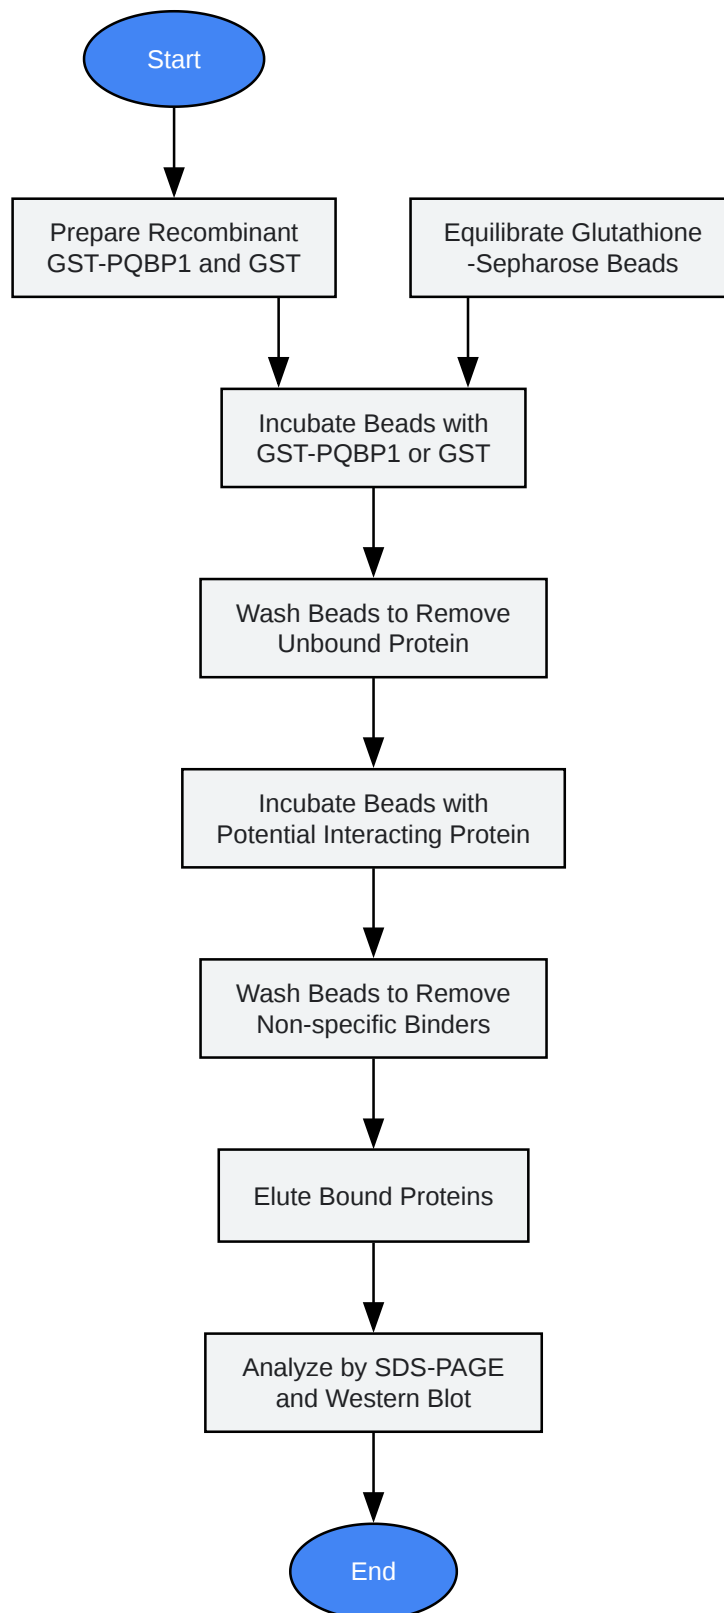 Start
Prepare Recombinant
GST-PQBP1 and GST
Equilibrate Glutathione
-Sepharose Beads
Incubate Beads with
GST-PQBP1 or GST
Wash Beads to Remove
Unbound Protein
Incubate Beads with
Potential Interacting Protein
Wash Beads to Remove
Non-specific Binders
Elute Bound Proteins
Analyze by SDS-PAGE
and Western Blot
End